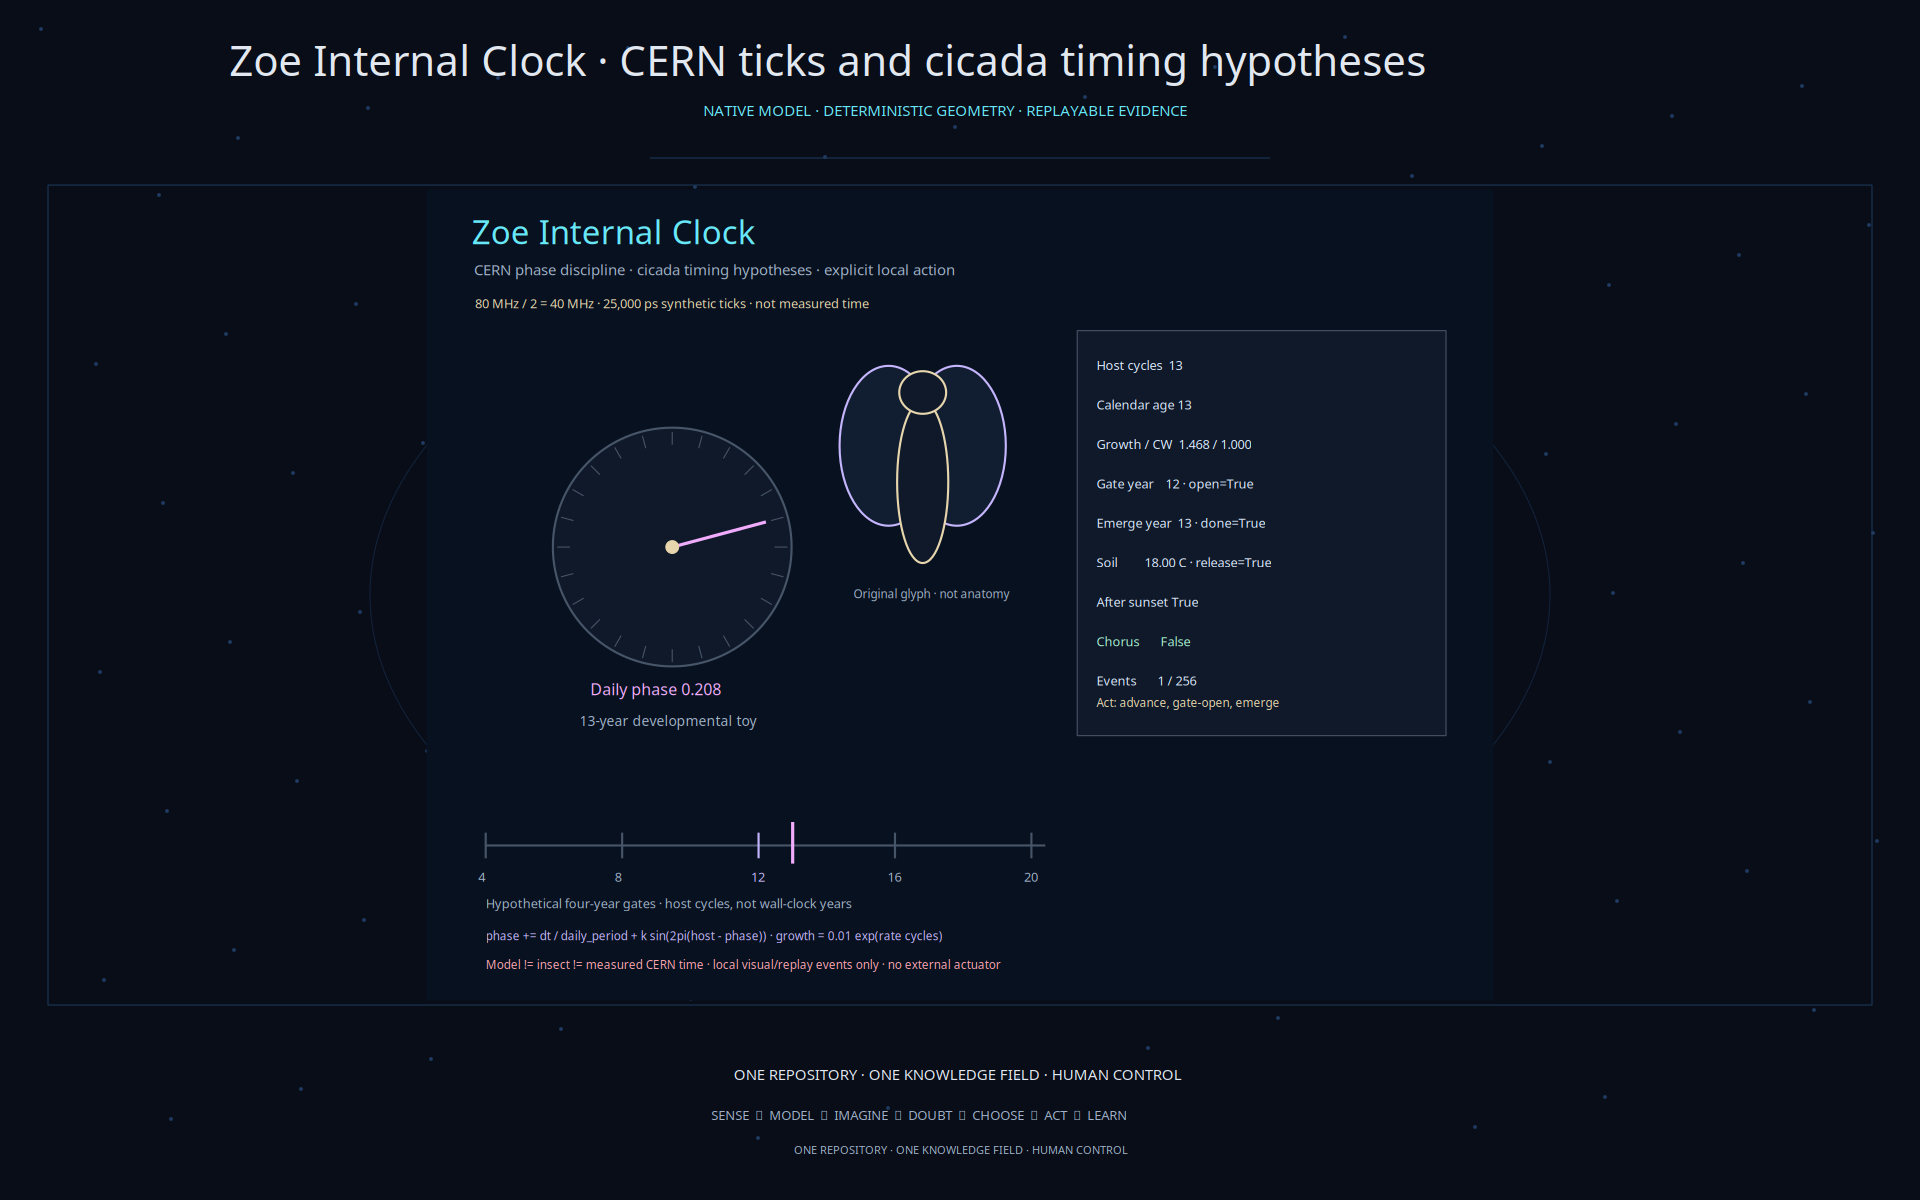 Zoe Internal Clock · CERN ticks and cicada timing hypotheses
NATIVE MODEL · DETERMINISTIC GEOMETRY · REPLAYABLE EVIDENCE
Zoe Internal Clock
CERN phase discipline · cicada timing hypotheses · explicit local action
80 MHz / 2 = 40 MHz · 25,000 ps synthetic ticks · not measured time
Host cycles 13
Calendar age 13
Growth / CW 1.468 / 1.000
Gate year 12 · open=True
Emerge year 13 · done=True
Soil 18.00 C · release=True
After sunset True
Chorus False
Events 1 / 256
Act: advance, gate-open, emerge
Original glyph · not anatomy
Daily phase 0.208
13-year developmental toy
4 8 12 16 20
Hypothetical four-year gates · host cycles, not wall-clock years
phase += dt / daily_period + k sin(2pi(host - phase)) · growth = 0.01 exp(rate cycles)
Model != insect != measured CERN time · local visual/replay events only · no external actuator
ONE REPOSITORY · ONE KNOWLEDGE FIELD · HUMAN CONTROL
SENSE ▯ MODEL ▯ IMAGINE ▯ DOUBT ▯ CHOOSE ▯ ACT ▯ LEARN
ONE REPOSITORY · ONE KNOWLEDGE FIELD · HUMAN CONTROL